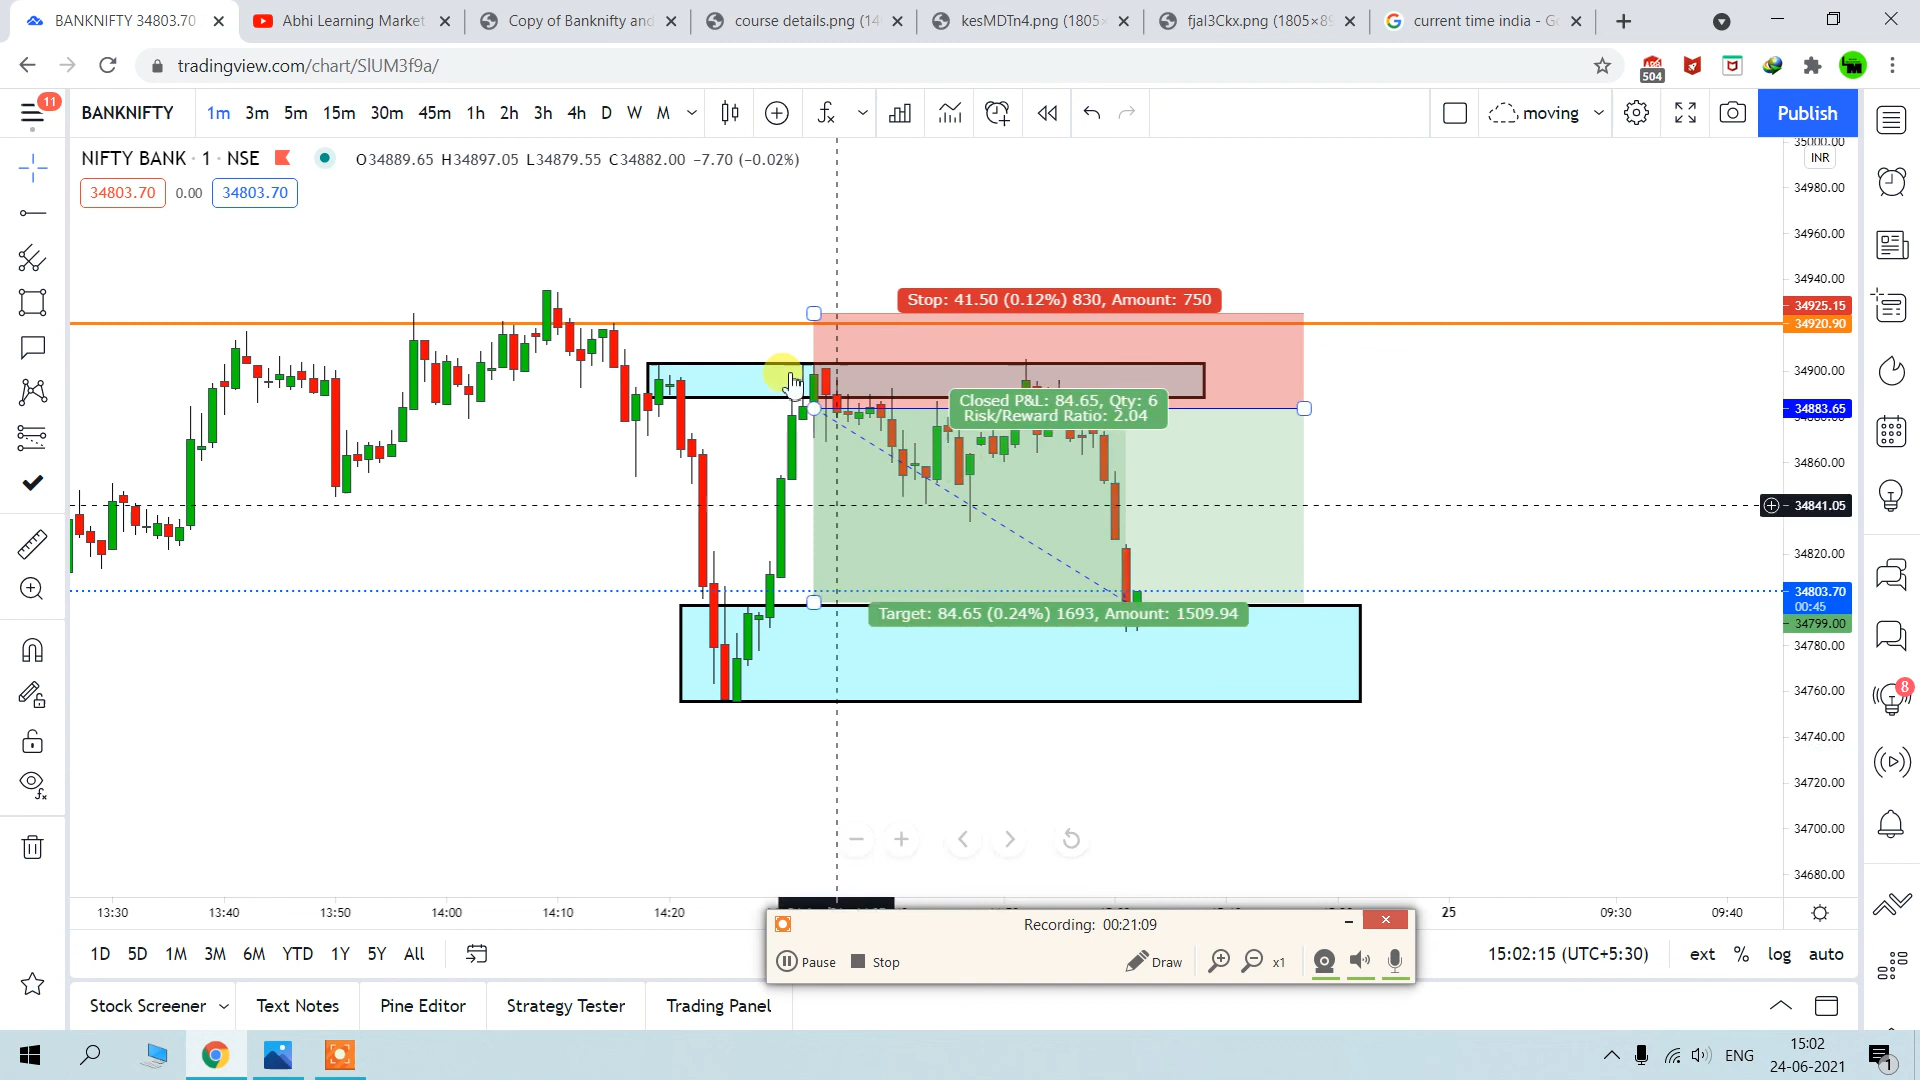 BANKNIFTY 34803.70
Abhi Learning Market
Copy of Banknifty and
course details.png (14
kesMDTn4.png (1805×
fjal3Ckx.png (1805×89
current time india - Go
tradingview.com/chart/SlUM3f9a/
504
11
BANKNIFTY
1m 3m 5m 15m 30m 45m 1h 2h 3h 4h D W M
moving
Publish
NIFTY BANK · 1 · NSE
O34889.65 H34897.05 L34879.55 C34882.00 −7.70 (−0.02%)
34803.70 0.00 34803.70
35000.00
INR
34980.00
34960.00
34940.00
34925.15
34920.90
34900.00
34883.65
34860.00
34841.05
34820.00
34803.70
00:45
34799.00
34780.00
34760.00
34740.00
34720.00
34700.00
34680.00
Stop: 41.50 (0.12%) 830, Amount: 750
Closed P&L: 84.65, Qty: 6
Risk/Reward Ratio: 2.04
Target: 84.65 (0.24%) 1693, Amount: 1509.94
8
13:30 13:40 13:50 14:00 14:10 14:20 25 09:30 09:40
Recording: 00:21:09
Pause Stop Draw x1
1D 5D 1M 3M 6M YTD 1Y 5Y All
15:02:15 (UTC+5:30) ext % log auto
Stock Screener Text Notes Pine Editor Strategy Tester Trading Panel
ENG
15:02
24-06-2021
1